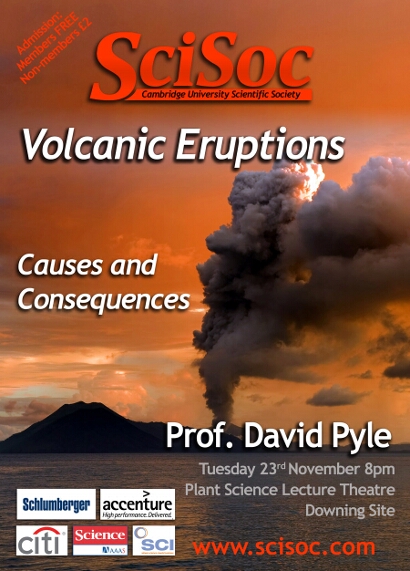 Admission:
Members FREE
Non-members £2
SciSoc
Cambridge University Scientific Society
Volcanic Eruptions
Causes and
Consequences
Prof. David Pyle
Tuesday 23rd November 8pm
Plant Science Lecture Theatre
Downing Site
Schlumberger
accenture
High performance. Delivered.
citi
Science
AAAS
SCI
www.scisoc.com